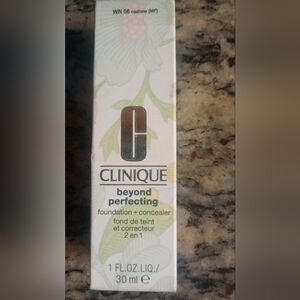 WN 56 cashew (MF)
C
CLINIQUE
beyond
perfecting
foundation + concealer
fond de teint
et correcteur
2 en 1
1 FL.OZ.LIQ./
30 ml e